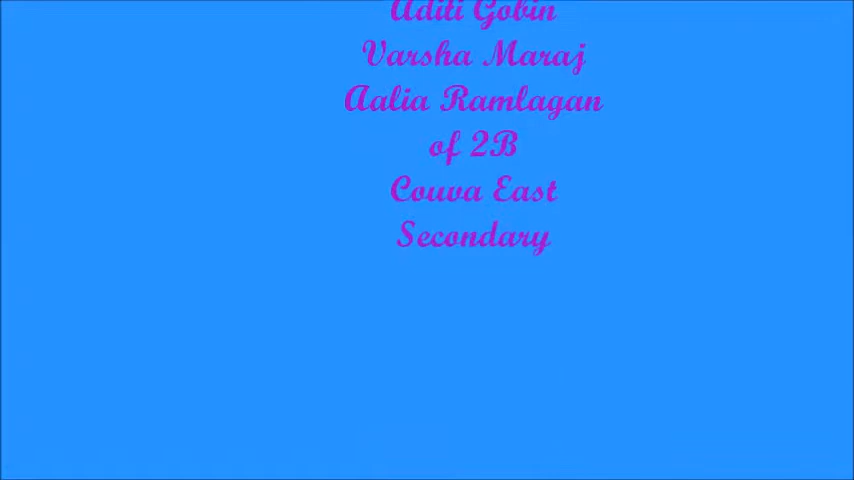 Aditi Gobin
Varsha Maraj
Aalia Ramlagan
of 2B
Couva East
Secondary